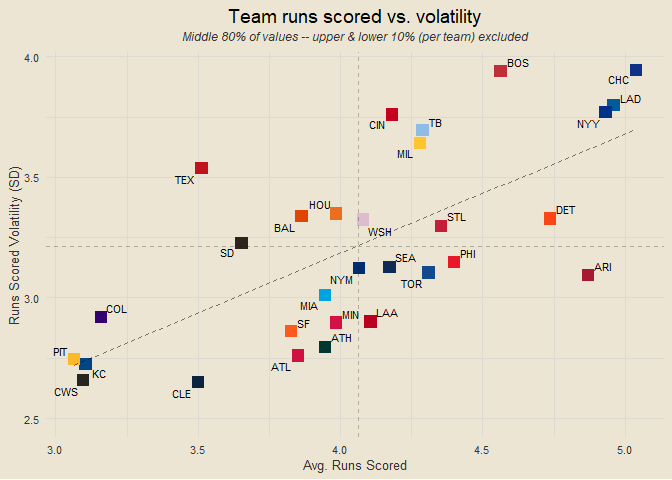 Team runs scored vs. volatility
Middle 80% of values -- upper & lower 10% (per team) excluded
4.0
BOS
CHC
LAD
CIN
TB
NYY
MIL
3.5
TEX
HOU
BAL
WSH
STL
DET
SD
SEA
PHI
NYM
TOR
ARI
3.0
MIA
COL
SF
MIN
LAA
ATH
PIT
KC
ATL
CWS
CLE
2.5
3.0
3.5
4.0
4.5
5.0
Avg. Runs Scored
Runs Scored Volatility (SD)